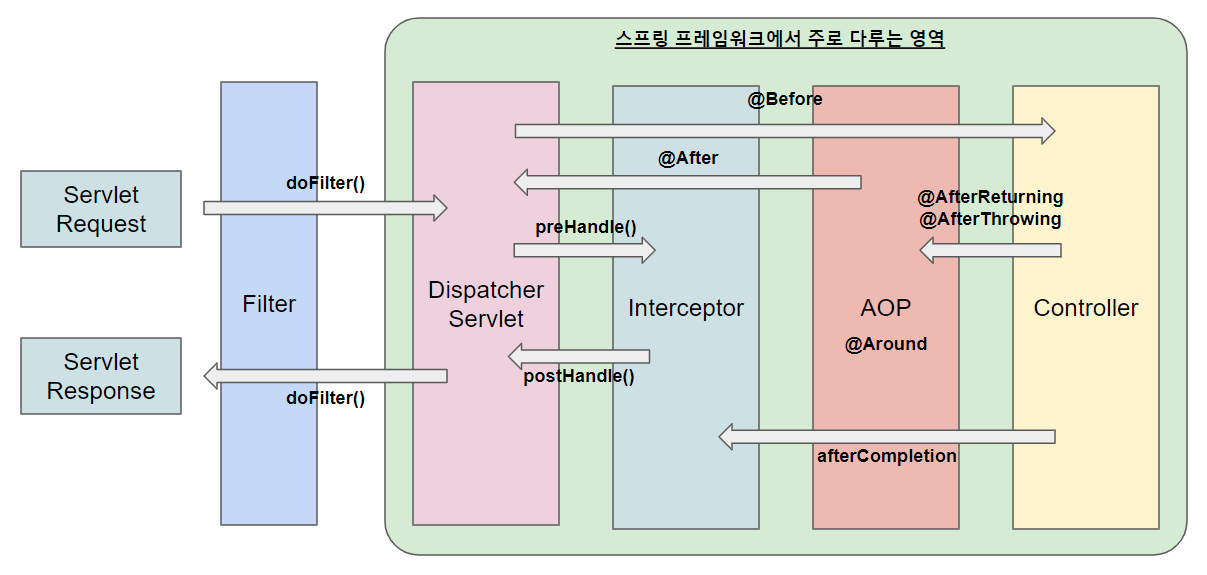 스프링 프레임워크에서 주로 다루는 영역
@Before
@After
Servlet
Request
doFilter()
@AfterReturning
@AfterThrowing
preHandle()
Filter
Dispatcher
Servlet
Interceptor
AOP
@Around
Controller
Servlet
Response
postHandle()
doFilter()
afterCompletion